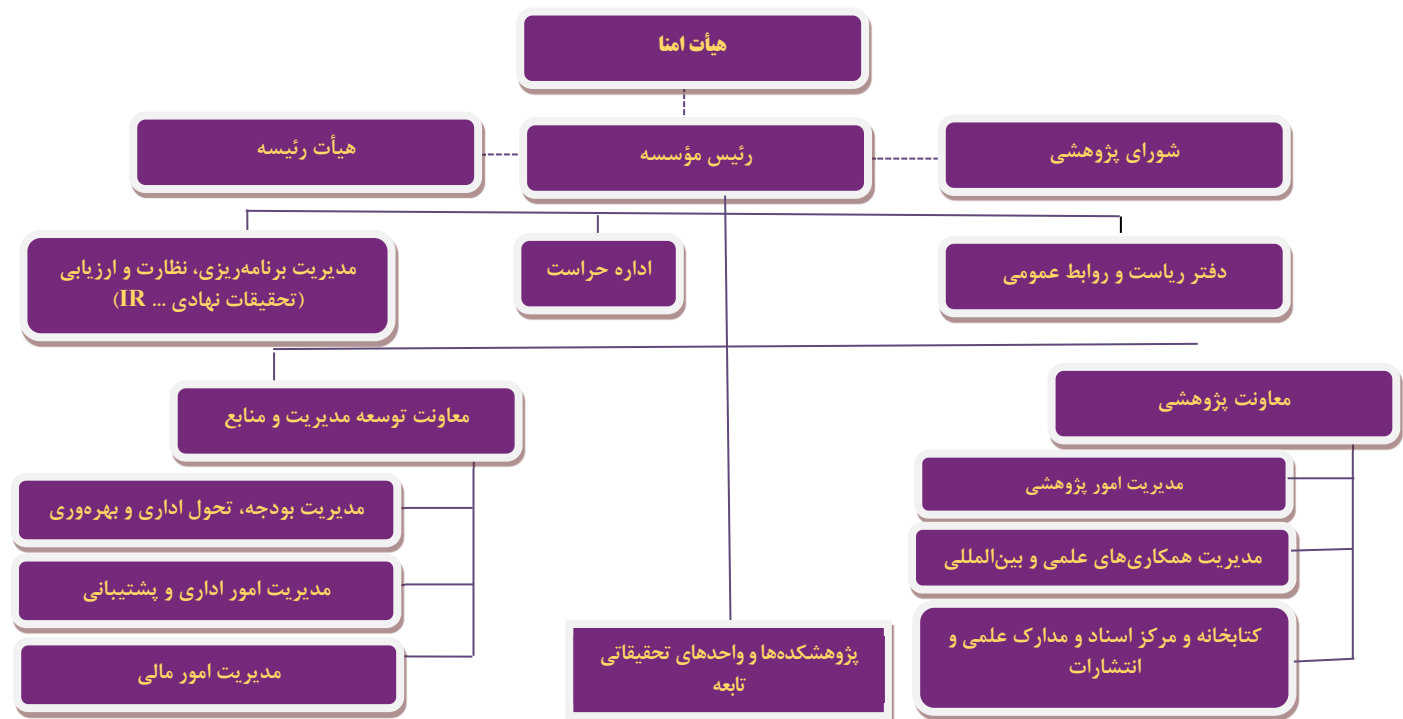 هیأت امنا
شورای پژوهشی
رئیس مؤسسه
هیأت رئیسه
دفتر ریاست و روابط عمومی
اداره حراست
مدیریت برنامه‌ریزی، نظارت و ارزیابی
(تحقیقات نهادی ... IR)
معاونت پژوهشی
معاونت توسعه مدیریت و منابع
مدیریت امور پژوهشی
مدیریت همکاری‌های علمی و بین‌المللی
کتابخانه و مرکز اسناد و مدارک علمی و
انتشارات
پژوهشکده‌ها و واحدهای تحقیقاتی
تابعه
مدیریت بودجه، تحول اداری و بهره‌وری
مدیریت امور اداری و پشتیبانی
مدیریت امور مالی